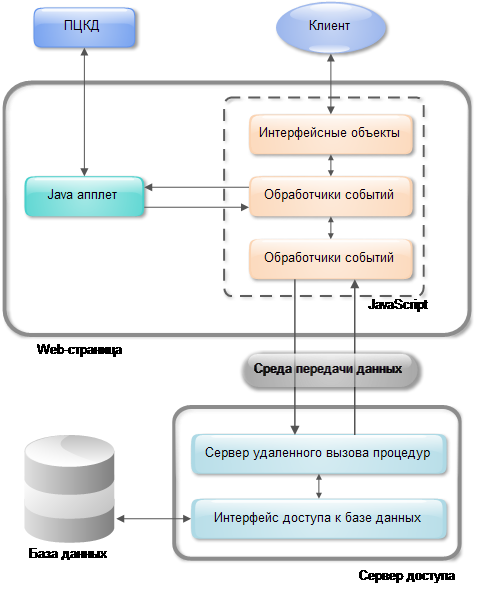 ПЦКД
Клиент
Интерфейсные объекты
Java апплет
Обработчики событий
Обработчики событий
JavaScript
Web-страница
Среда передачи данных
Сервер удаленного вызова процедур
Интерфейс доступа к базе данных
База данных
Сервер доступа